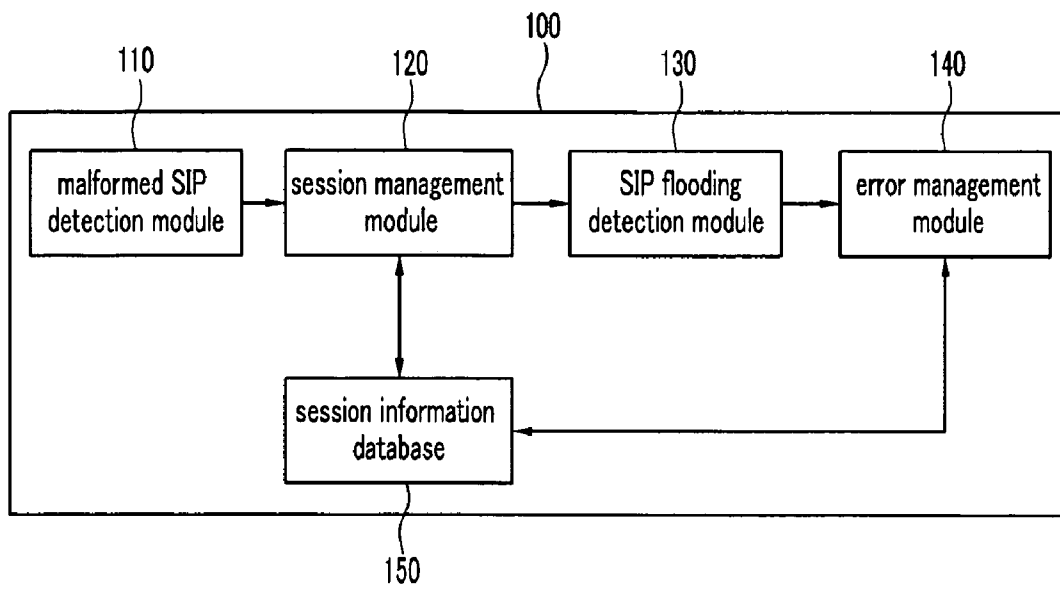 100
110
120
130
140
malformed SIP
detection module
session management
module
SIP flooding
detection module
error management
module
session information
database
150